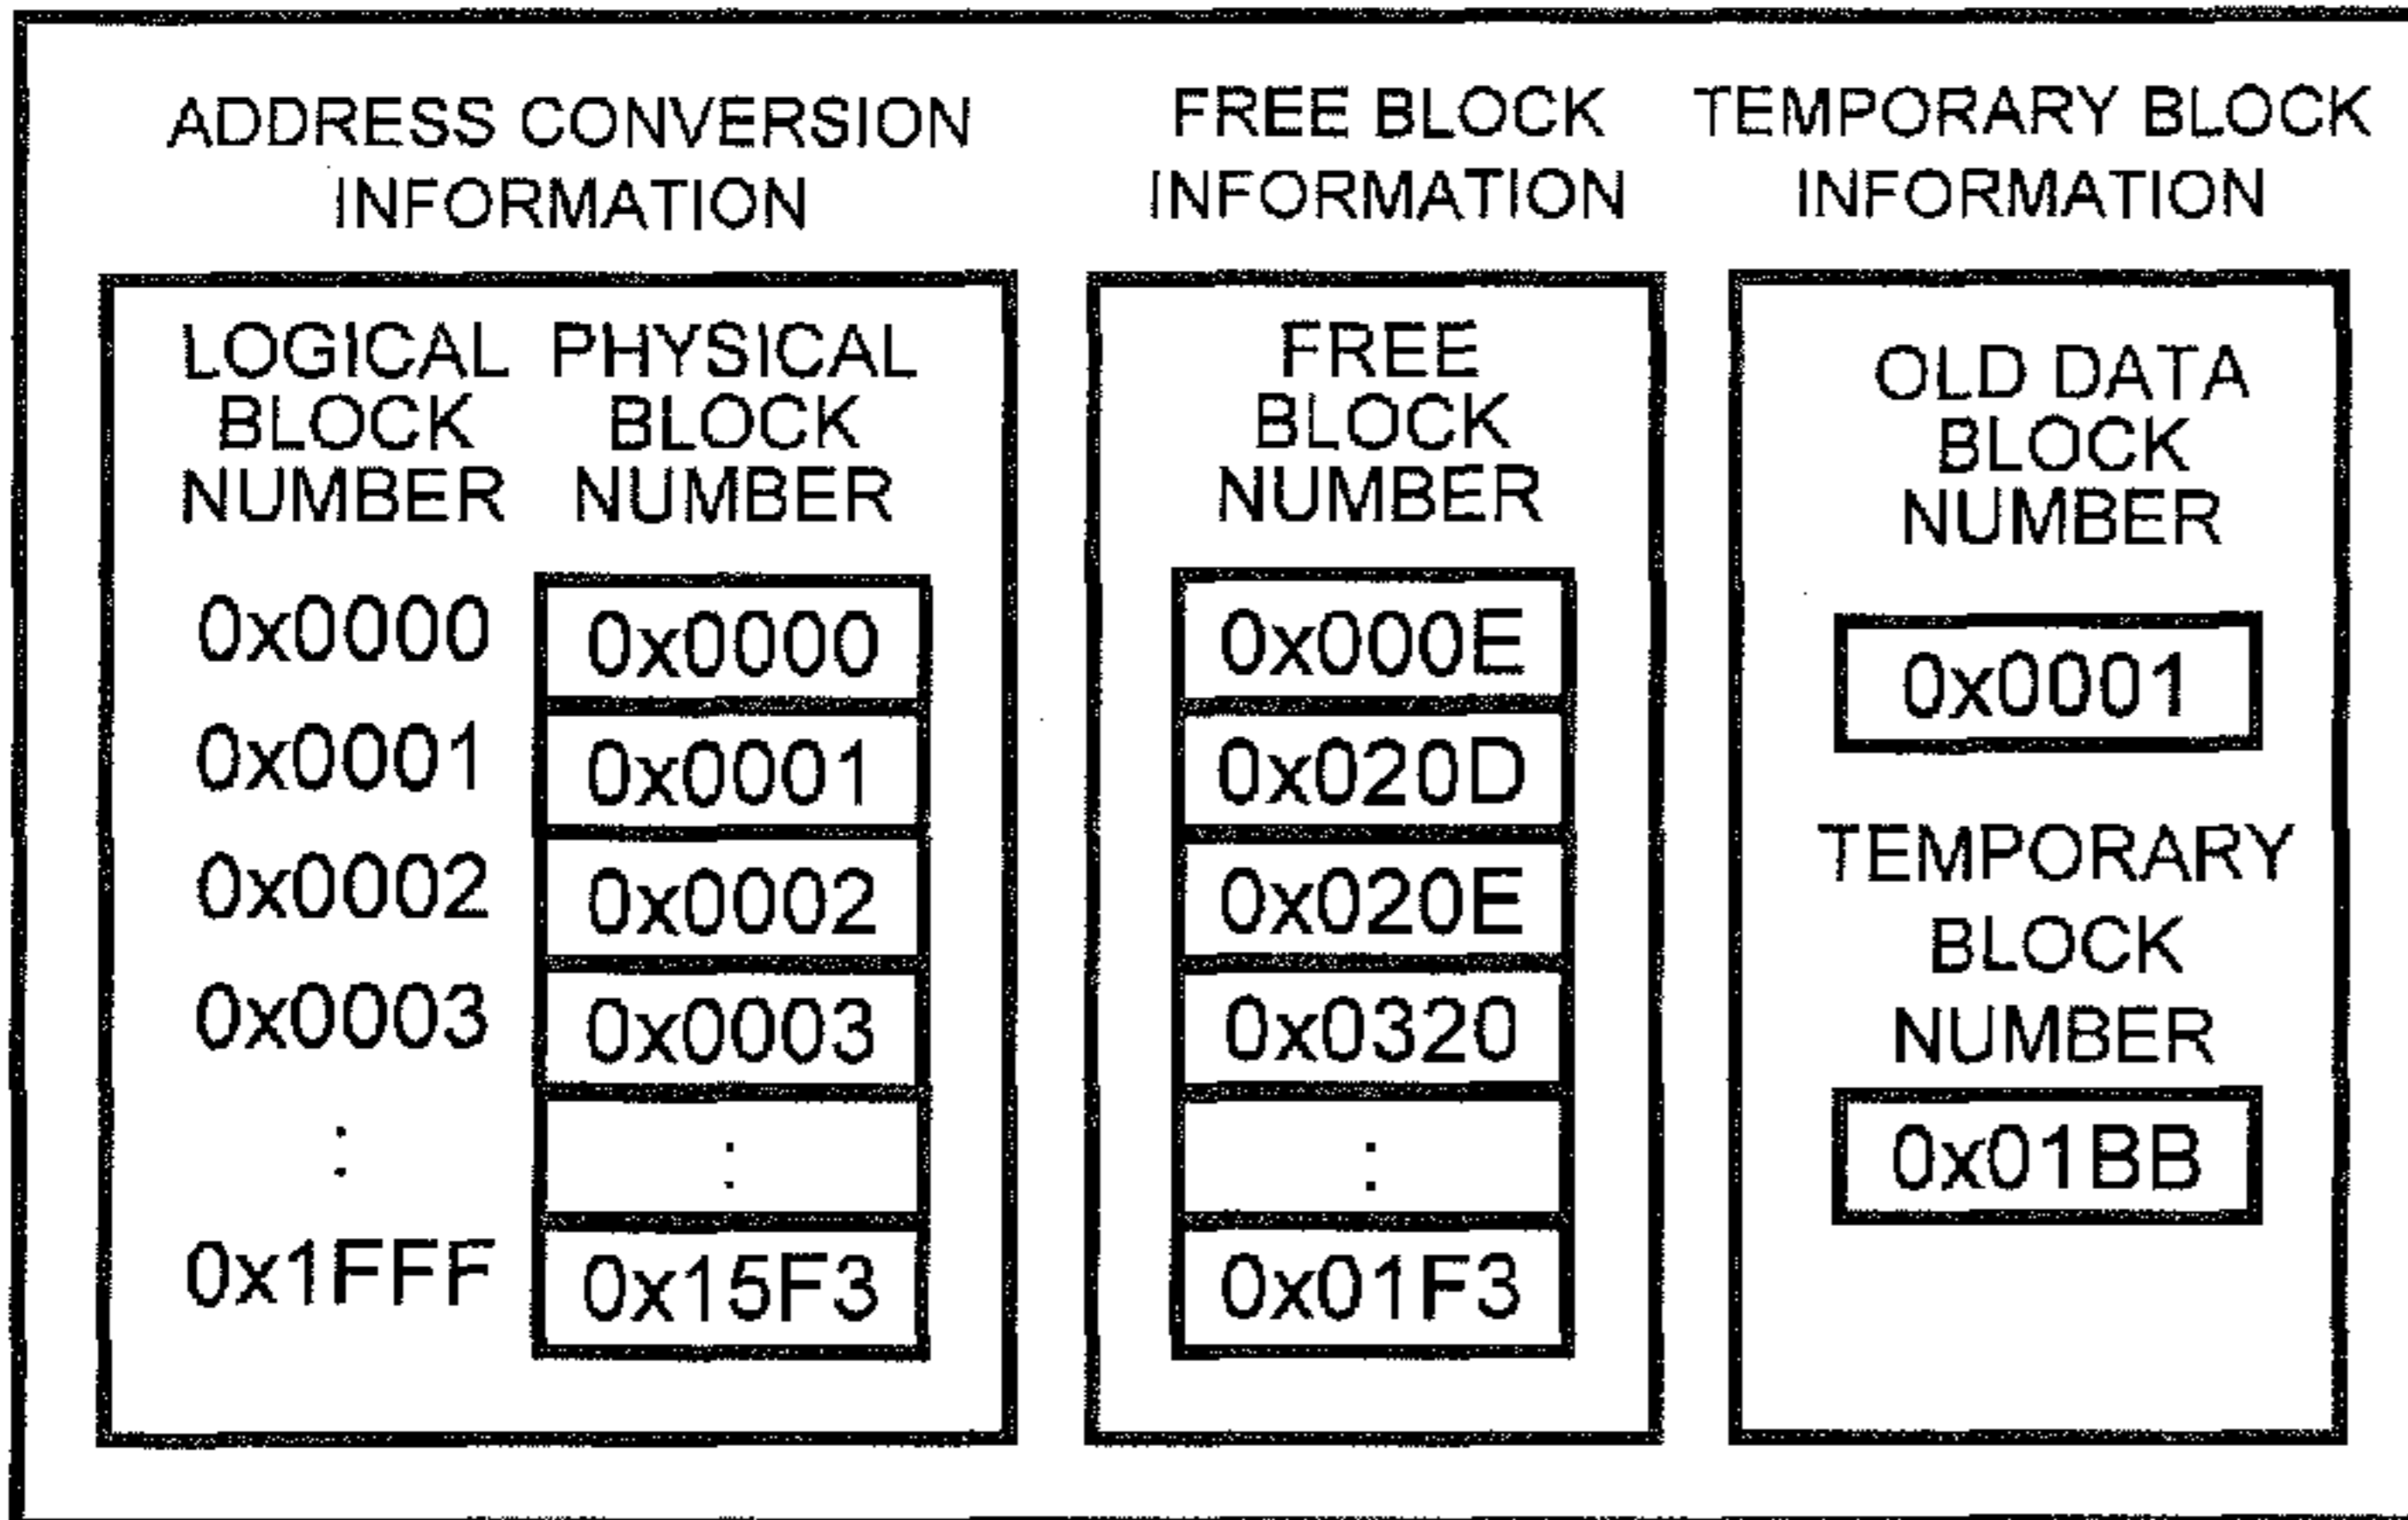 ADDRESS CONVERSION
INFORMATION
LOGICAL PHYSICAL
BLOCK BLOCK
NUMBER NUMBER
0x0000 0x0000
0x0001 0x0001
0x0002 0x0002
0x0003 0x0003
: :
0x1FFF 0x15F3
FREE BLOCK
INFORMATION
FREE
BLOCK
NUMBER
0x000E
0x020D
0x020E
0x0320
:
0x01F3
TEMPORARY BLOCK
INFORMATION
OLD DATA
BLOCK
NUMBER
0x0001
TEMPORARY
BLOCK
NUMBER
0x01BB